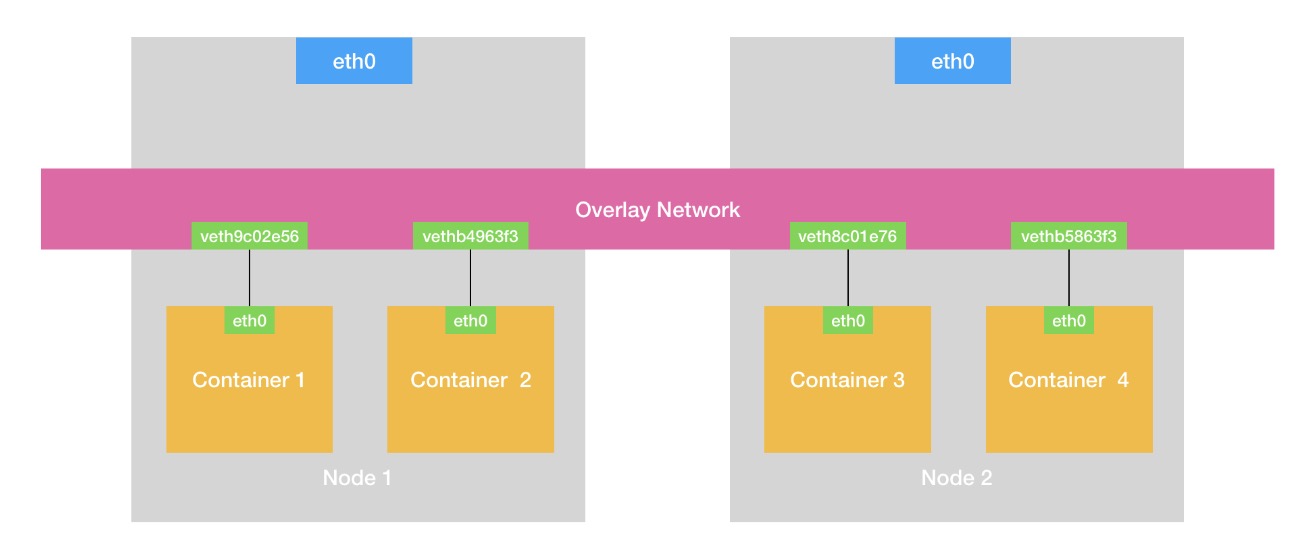 eth0
eth0
Overlay Network
veth9c02e56
vethb4963f3
veth8c01e76
vethb5863f3
eth0
eth0
eth0
eth0
Container 1
Container  2
Container 3
Container  4
Node 1
Node 2